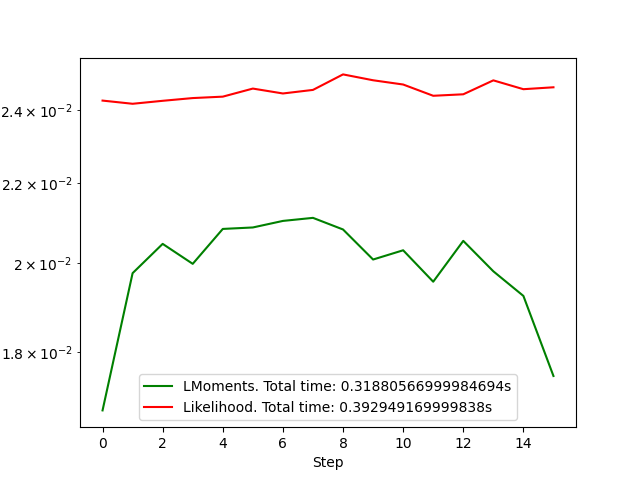 2.4 × 10⁻²
2.2 × 10⁻²
2 × 10⁻²
1.8 × 10⁻²
LMoments. Total time: 0.31880566999984694s
Likelihood. Total time: 0.392949169999838s
0 2 4 6 8 10 12 14
Step